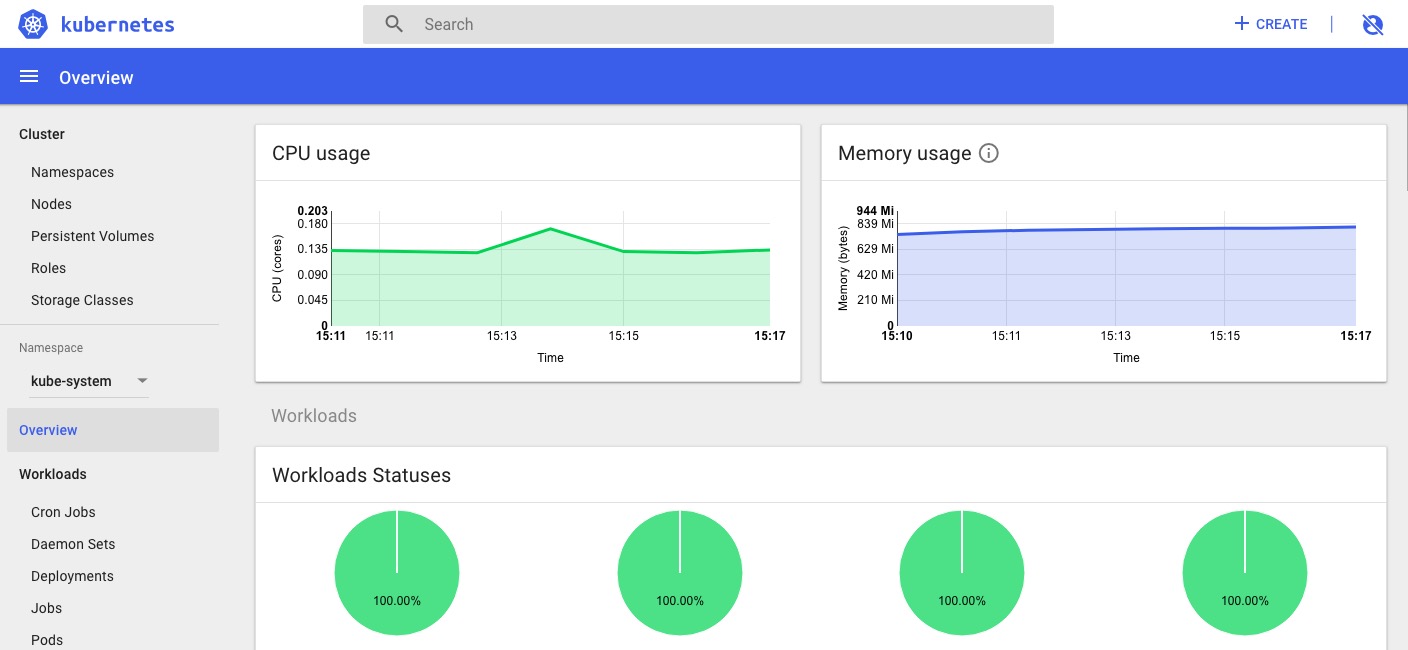 kubernetes
Search
CREATE
Overview
Cluster
Namespaces
Nodes
Persistent Volumes
Roles
Storage Classes
Namespace
kube-system
Overview
Workloads
Cron Jobs
Daemon Sets
Deployments
Jobs
Pods
CPU usage
CPU (cores)
0.203
0.180
0.135
0.090
0.045
0
15:11 15:11 15:13 15:15 15:17
Time
Memory usage
Memory (bytes)
944 Mi
839 Mi
629 Mi
420 Mi
210 Mi
0
15:10 15:11 15:13 15:15 15:17
Time
Workloads
Workloads Statuses
100.00% 100.00% 100.00% 100.00%